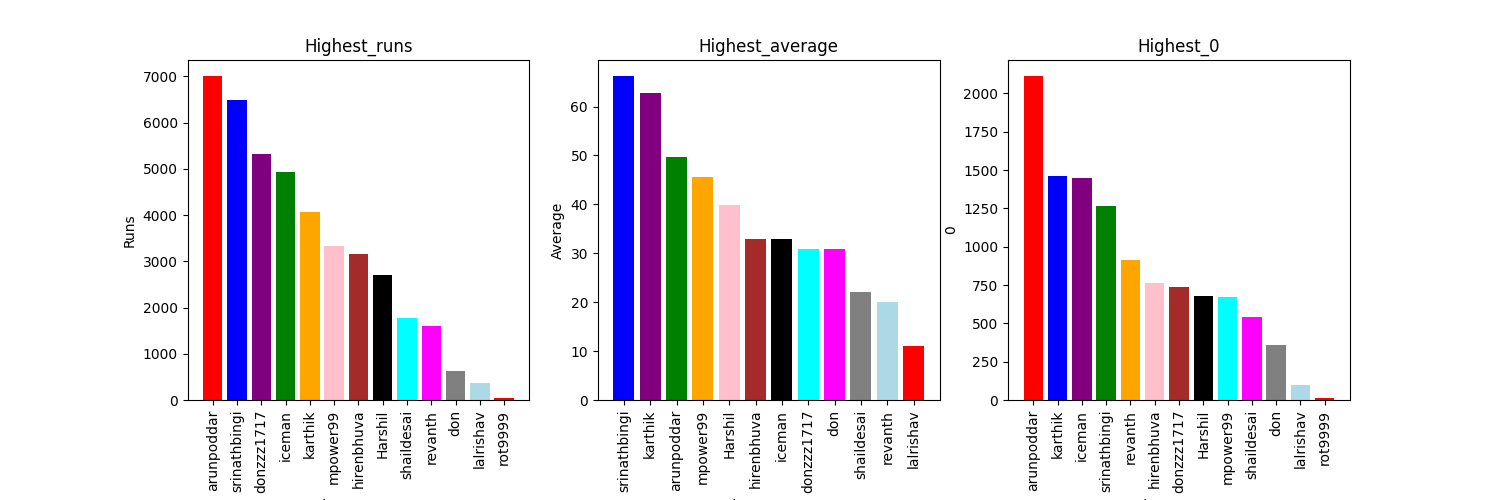 Highest_runs
Runs
7000
6000
5000
4000
3000
2000
1000
0
arunpoddar
srinathbingi
donzzz1717
iceman
karthik
mpower99
hirenbhuva
Harshil
shaildesai
revanth
don
lalrishav
rot9999
Highest_average
Average
60
50
40
30
20
10
0
srinathbingi
karthik
arunpoddar
mpower99
Harshil
hirenbhuva
iceman
donzzz1717
don
shaildesai
revanth
lalrishav
Highest_0
0
2000
1750
1500
1250
1000
750
500
250
0
arunpoddar
karthik
iceman
srinathbingi
revanth
hirenbhuva
donzzz1717
Harshil
mpower99
shaildesai
don
lalrishav
rot9999